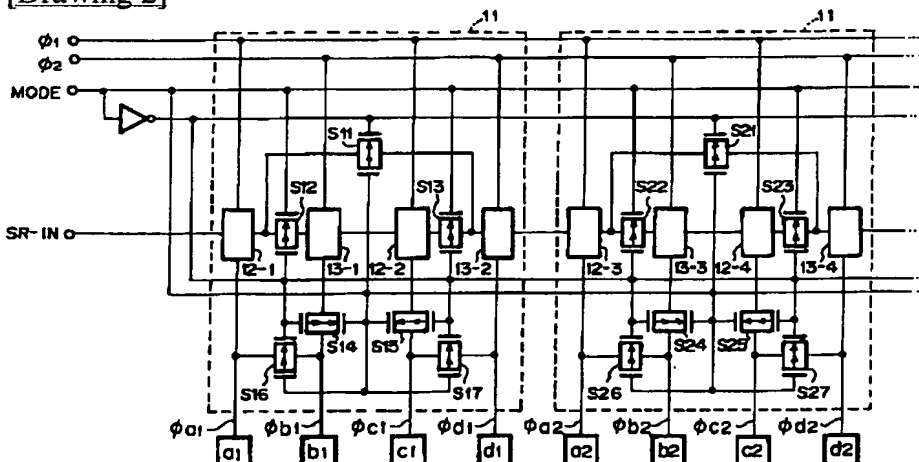 [Drawing 2]
11 11
ϕ1
ϕ2
MODE
S11 S21
S12 S13 S22 S23
SR-IN
12-1 13-1 12-2 13-2 12-3 13-3 12-4 13-4
S14 S15 S24 S25
S16 S17 S26 S27
ϕa1 ϕb1 ϕc1 ϕd1 ϕa2 ϕb2 ϕc2 ϕd2
a1 b1 c1 d1 a2 b2 c2 d2